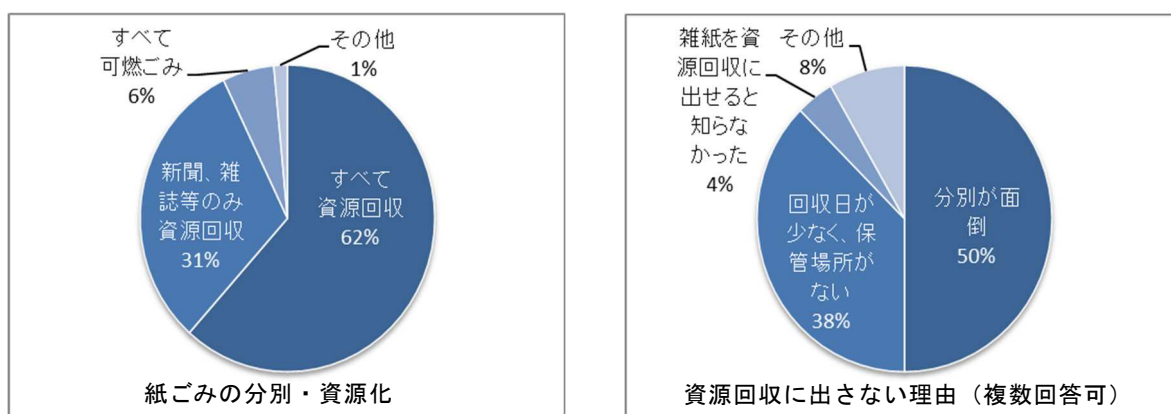 すべて
可燃ごみ
6%
その他
1%
新聞、雑
誌等のみ
資源回収
31%
すべて
資源回収
62%
紙ごみの分別・資源化
雑紙を資
源回収に
出せると
知らな
かった
4%
その他
8%
回収日が
少なく、保
管場所が
ない
38%
分別が面
倒
50%
資源回収に出さない理由（複数回答可）